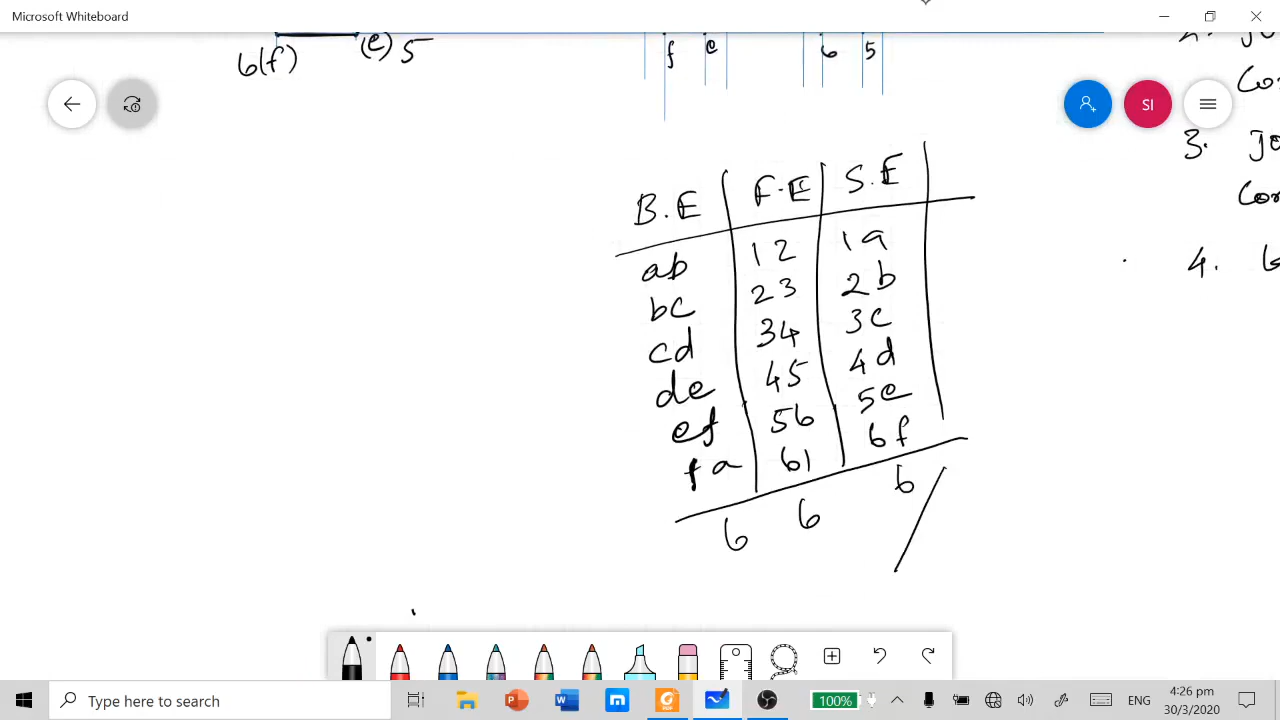 Microsoft Whiteboard
6(f) (e) 5
f e 6 5
SI
3.
4.
B.E F.E S.E
ab 12 1a
bc 23 2b
cd 34 3c
de 45 4d
ef 56 5e
fa 61 6f
6 6 6
Type here to search
100%
ENG
4:26 pm
30/3/2020